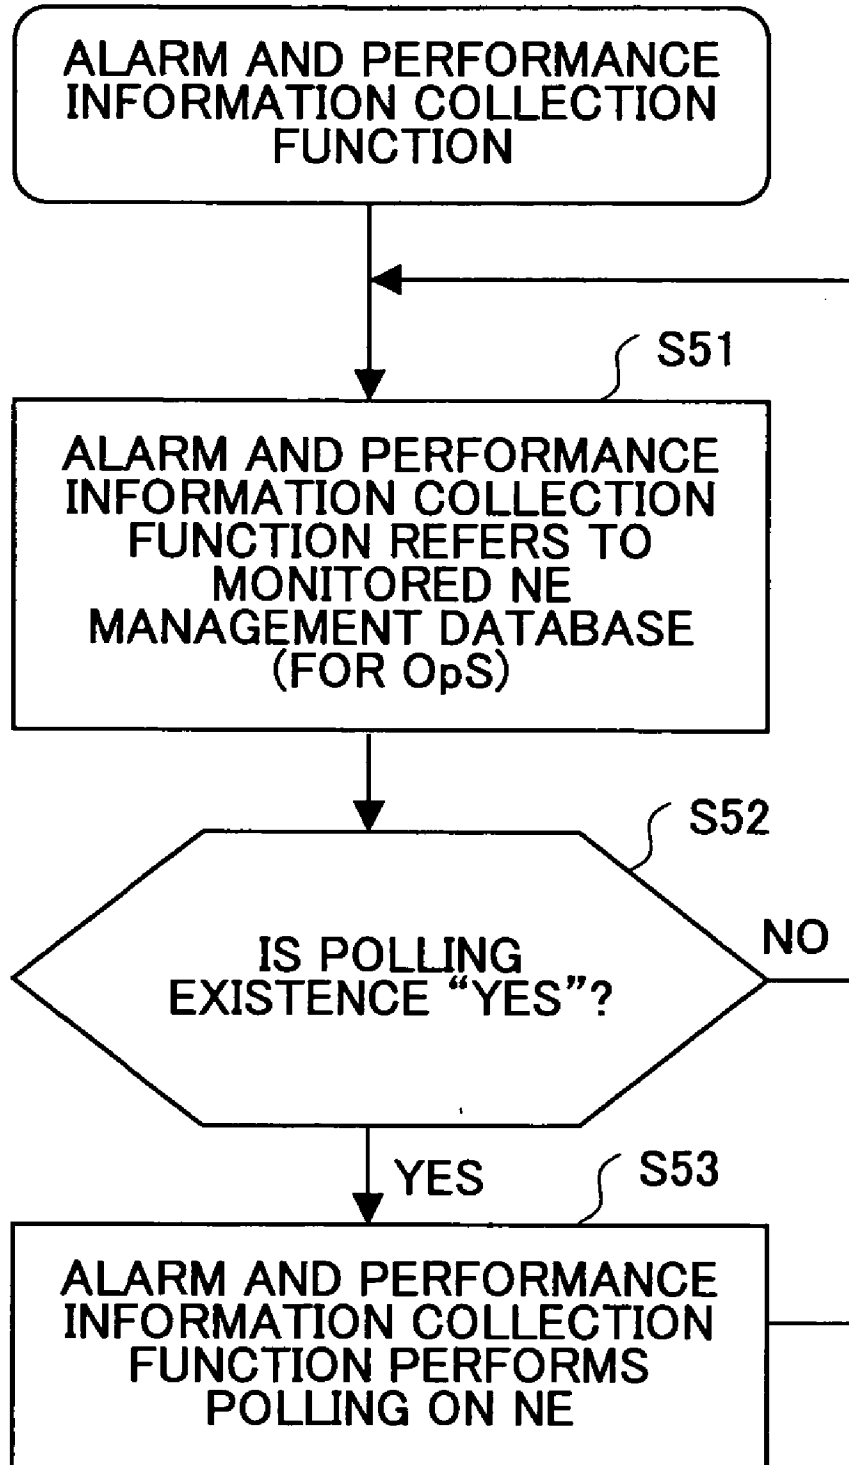 ALARM AND PERFORMANCE
INFORMATION COLLECTION
FUNCTION
S51
ALARM AND PERFORMANCE
INFORMATION COLLECTION
FUNCTION REFERS TO
MONITORED NE
MANAGEMENT DATABASE
(FOR OpS)
S52
IS POLLING
EXISTENCE “YES”?
NO
YES
S53
ALARM AND PERFORMANCE
INFORMATION COLLECTION
FUNCTION PERFORMS
POLLING ON NE